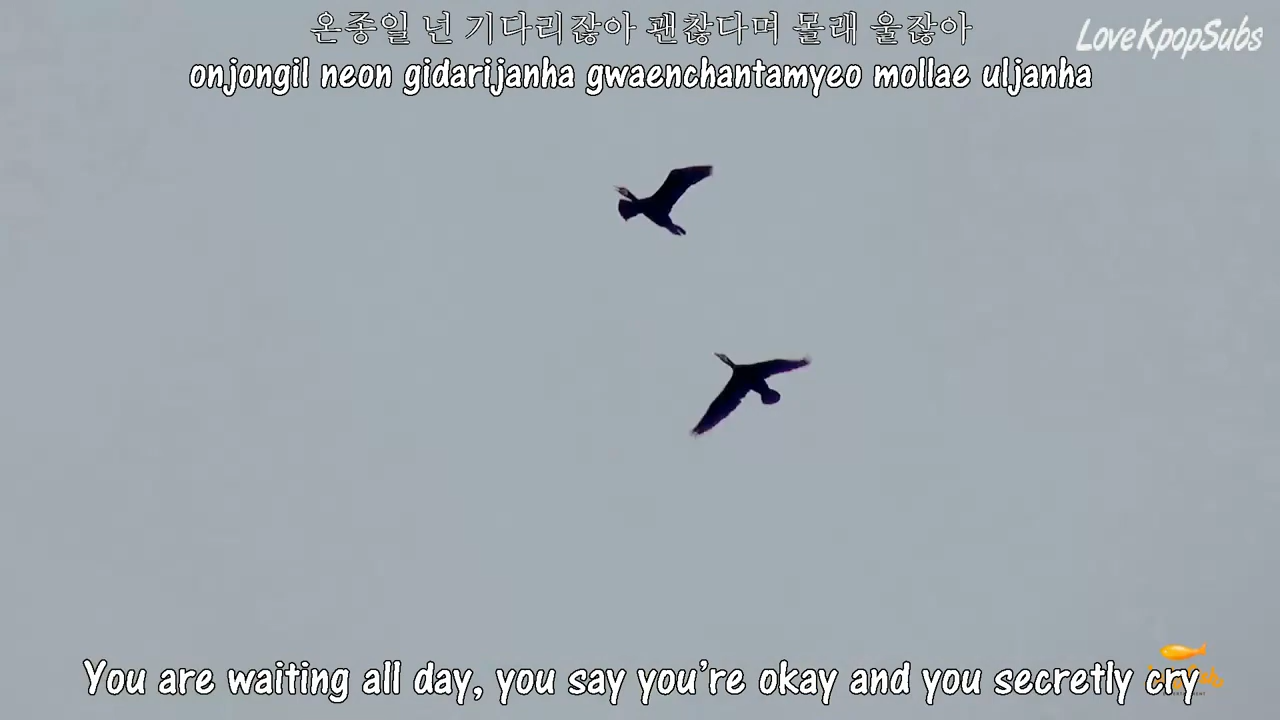 온종일 넌 기다리잖아 괜찮다며 몰래 울잖아
LoveKpopSubs
onjongil neon gidarijanha gwaenchantamyeo mollae uljanha
You are waiting all day, you say you're okay and you secretly cry